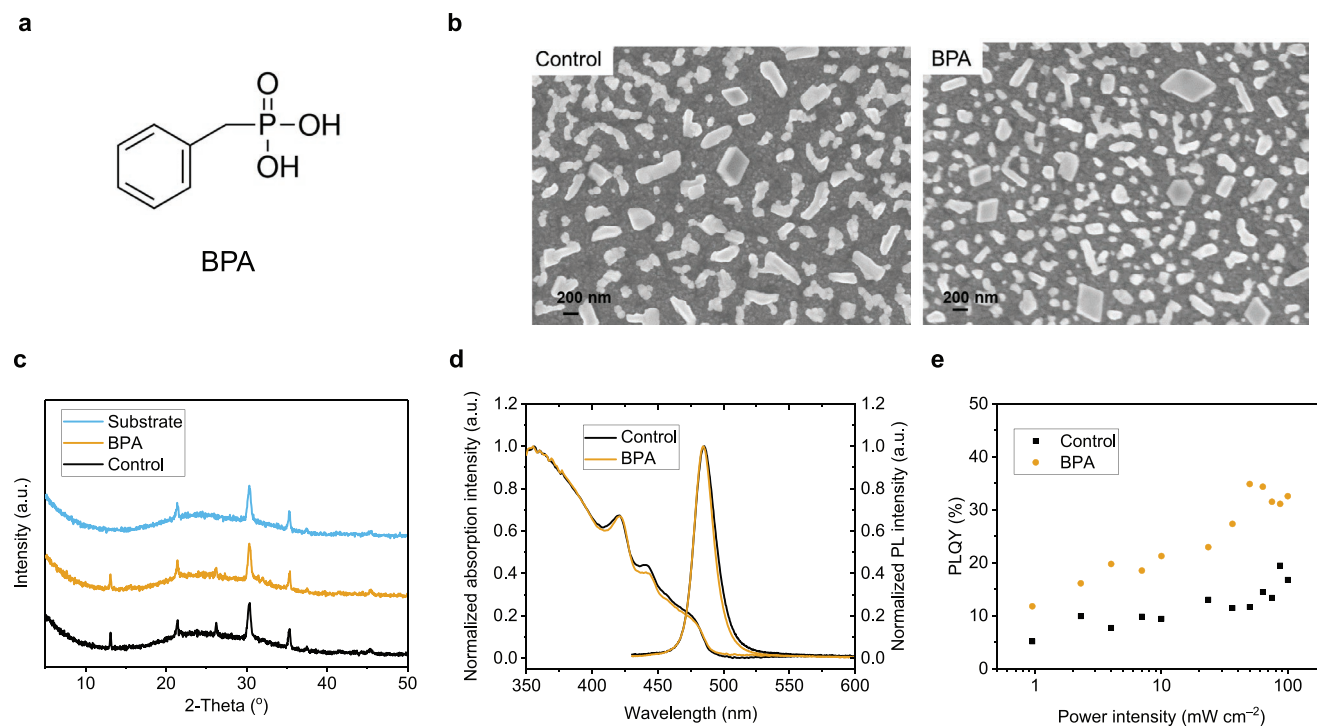 a
O
P
OH
OH
BPA
b
Control
200 nm
BPA
200 nm
c
Substrate
BPA
Control
Intensity (a.u.)
10 20 30 40 50
2-Theta (°)
d
Control
BPA
Normalized absorption intensity (a.u.)
1.2
1.0
0.8
0.6
0.4
0.2
0.0
350 400 450 500 550 600
Wavelength (nm)
1.2
1.0
0.8
0.6
0.4
0.2
0.0
Normalized PL intensity (a.u.)
e
Control
BPA
PLQY (%)
50
40
30
20
10
0
1 10 100
Power intensity (mW cm⁻²)